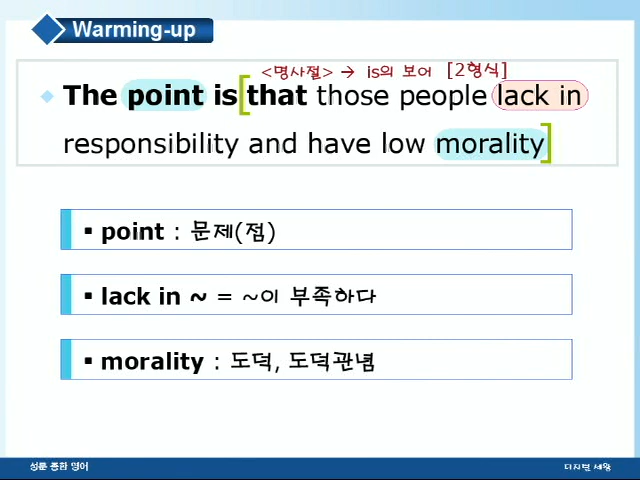 Warming-up
<명사절> → is의 보어 [2형식]
The point is [that those people lack in
responsibility and have low morality]
▪ point : 문제(점)
▪ lack in ~ = ~이 부족하다
▪ morality : 도덕, 도덕관념
성문 종합 영어
디지털 세왕